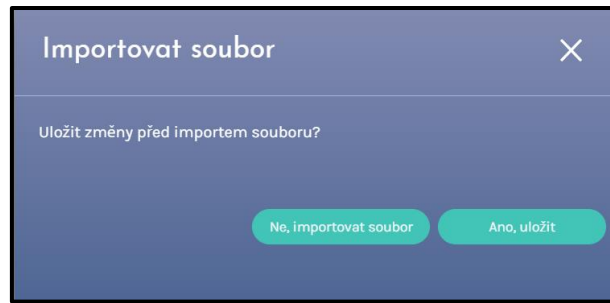 Importovat soubor
Uložit změny před importem souboru?
Ne, importovat soubor
Ano, uložit